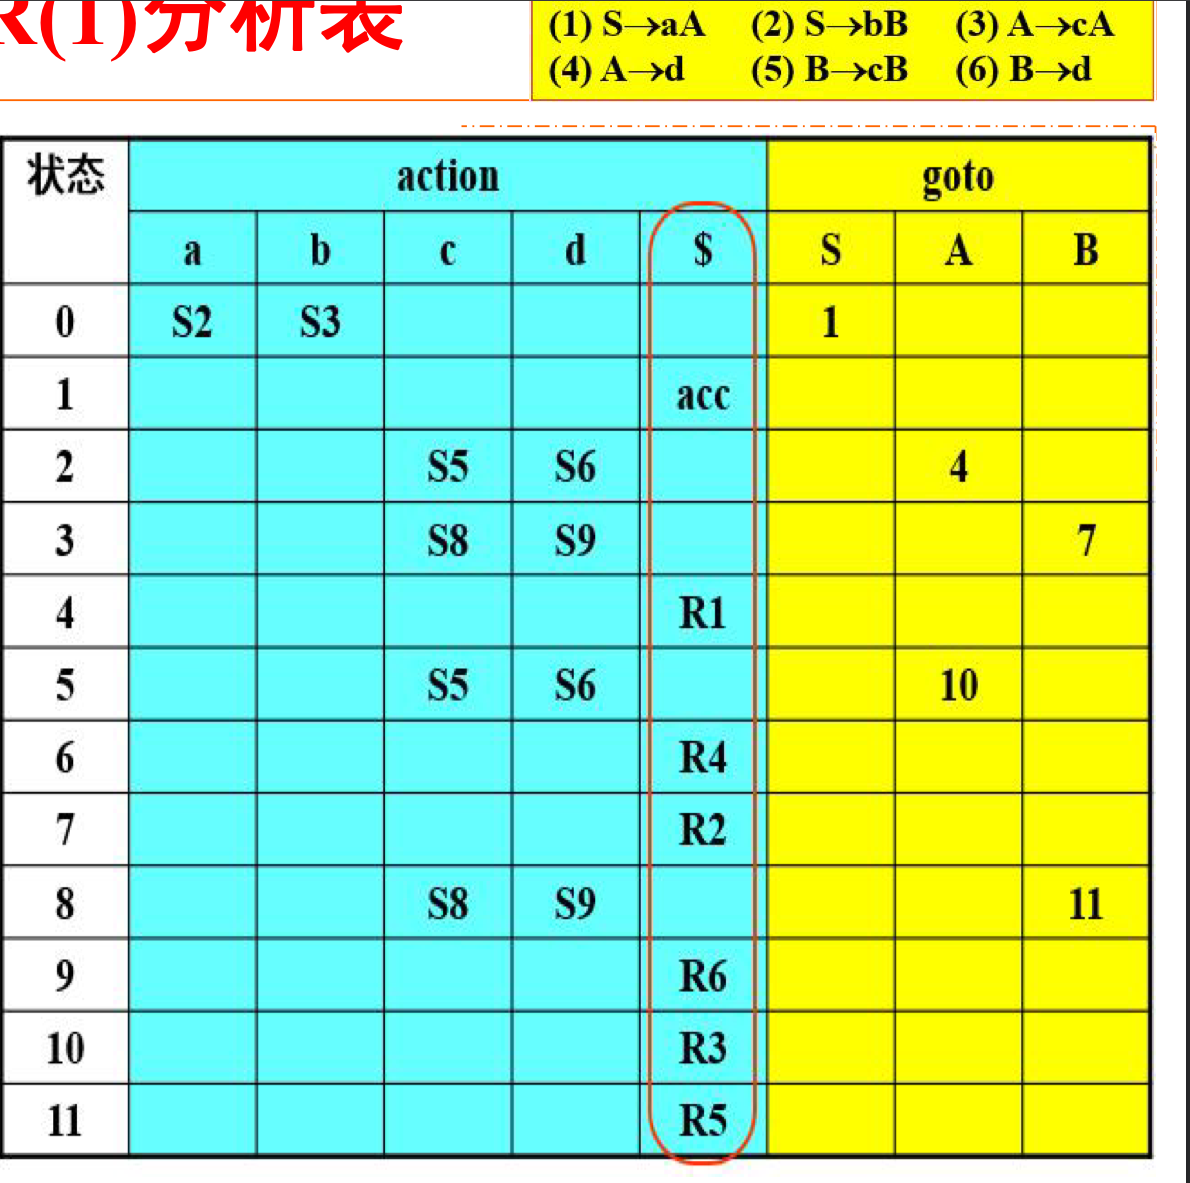 R(1)分析表
(1) S→aA (2) S→bB (3) A→cA
(4) A→d (5) B→cB (6) B→d
状态 action goto
a b c d $ S A B
0 S2 S3 1
1 acc
2 S5 S6 4
3 S8 S9 7
4 R1
5 S5 S6 10
6 R4
7 R2
8 S8 S9 11
9 R6
10 R3
11 R5